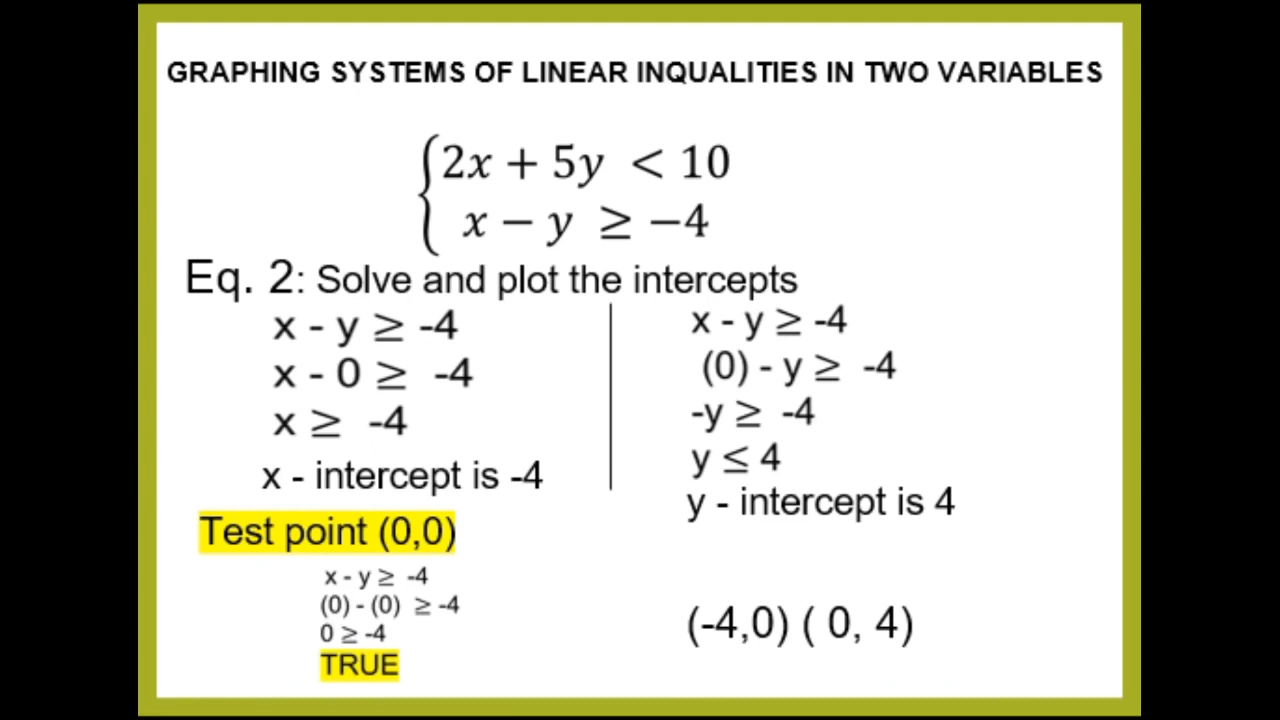 GRAPHING SYSTEMS OF LINEAR INQUALITIES IN TWO VARIABLES
2x + 5y < 10
x − y ≥ −4
Eq. 2: Solve and plot the intercepts
x - y ≥ -4
x - 0 ≥ -4
x ≥ -4
x - intercept is -4
x - y ≥ -4
(0) - y ≥ -4
-y ≥ -4
y ≤ 4
y - intercept is 4
Test point (0,0)
x - y ≥ -4
(0) - (0) ≥ -4
0 ≥ -4
TRUE
(-4,0) ( 0, 4)